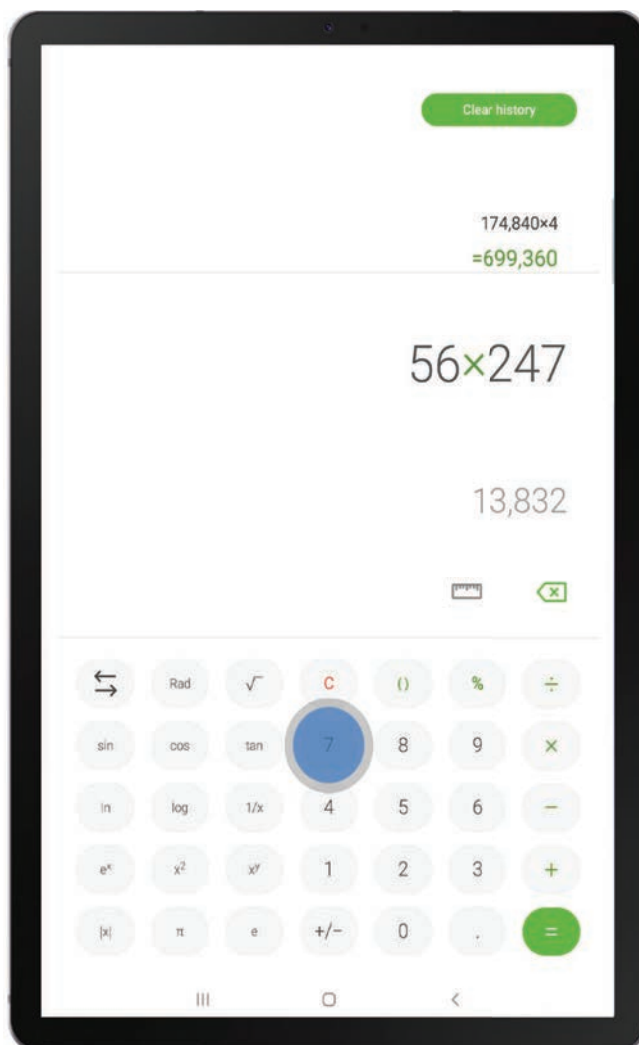 Clear history
174,840×4
=699,360
56×247
13,832
Rad √ C () % ÷
sin cos tan 7 8 9 ×
ln log 1/x 4 5 6 −
eˣ x² xʸ 1 2 3 +
|x| π e +/− 0 . =